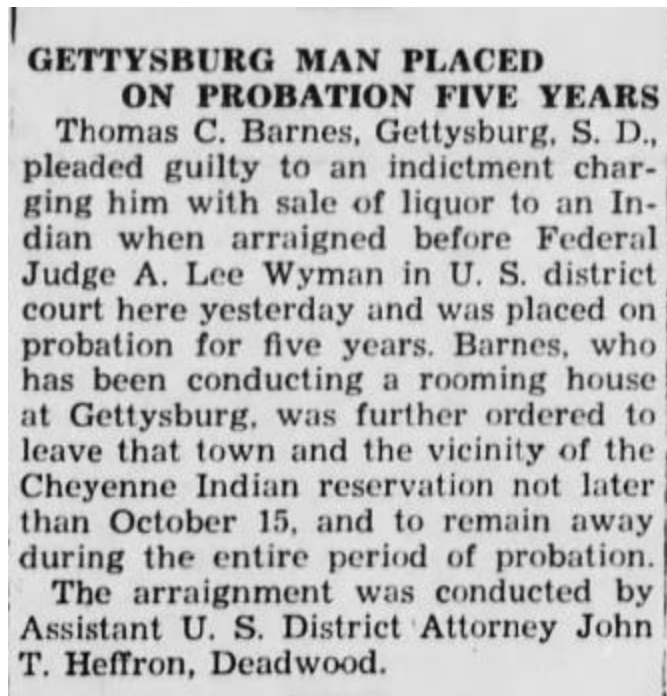 GETTYSBURG MAN PLACED
ON PROBATION FIVE YEARS
Thomas C. Barnes, Gettysburg, S. D.,
pleaded guilty to an indictment char-
ging him with sale of liquor to an In-
dian when arraigned before Federal
Judge A. Lee Wyman in U. S. district
court here yesterday and was placed on
probation for five years. Barnes, who
has been conducting a rooming house
at Gettysburg, was further ordered to
leave that town and the vicinity of the
Cheyenne Indian reservation not later
than October 15, and to remain away
during the entire period of probation.
The arraignment was conducted by
Assistant U. S. District Attorney John
T. Heffron, Deadwood.